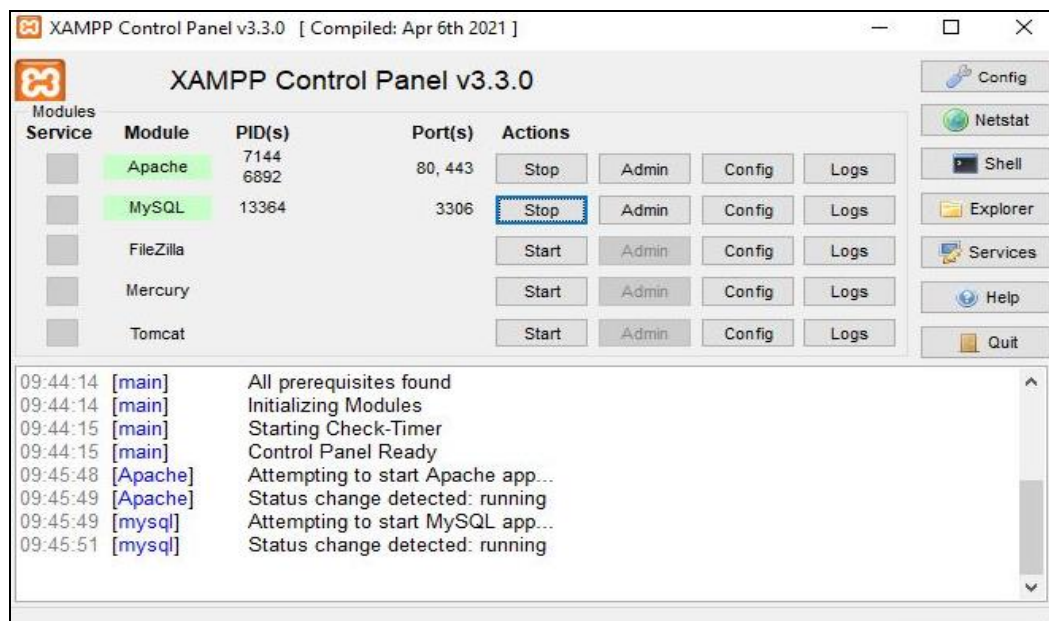 XAMPP Control Panel v3.3.0 [ Compiled: Apr 6th 2021 ]
XAMPP Control Panel v3.3.0
Config
Modules
Service Module PID(s) Port(s) Actions
Netstat
Apache 7144 6892 80, 443 Stop Admin Config Logs
Shell
MySQL 13364 3306 Stop Admin Config Logs
Explorer
FileZilla Start Admin Config Logs
Services
Mercury Start Admin Config Logs
Help
Tomcat Start Admin Config Logs
Quit
09:44:14 [main] All prerequisites found
09:44:14 [main] Initializing Modules
09:44:15 [main] Starting Check-Timer
09:44:15 [main] Control Panel Ready
09:45:48 [Apache] Attempting to start Apache app...
09:45:49 [Apache] Status change detected: running
09:45:49 [mysql] Attempting to start MySQL app...
09:45:51 [mysql] Status change detected: running